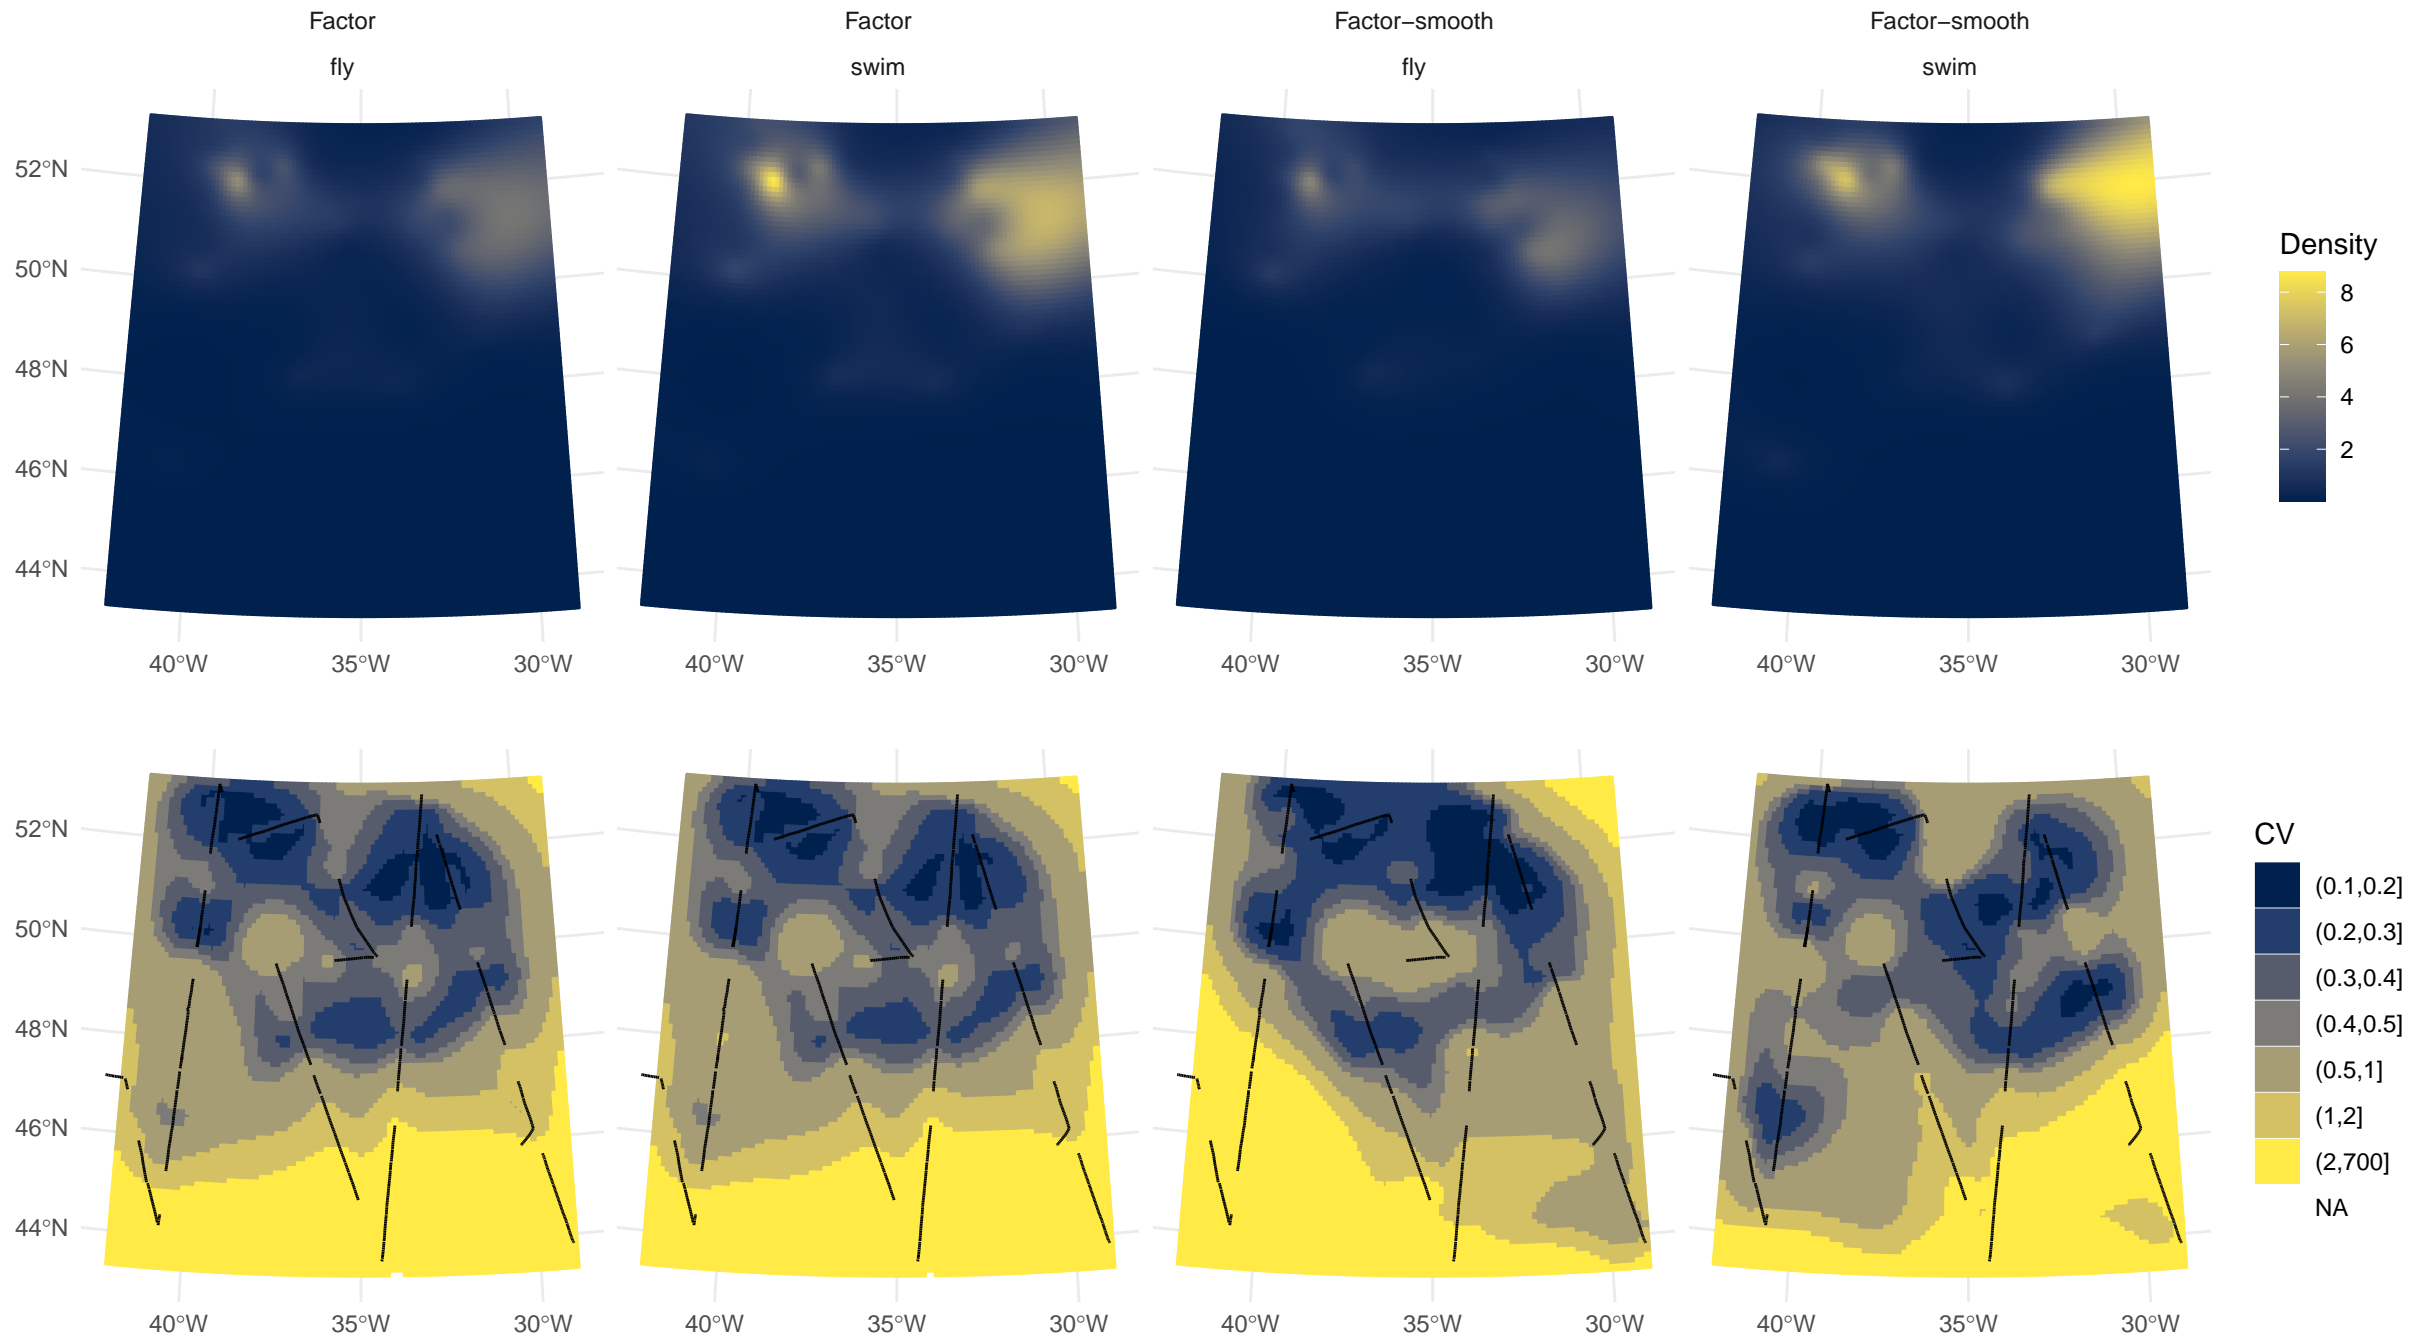 Factor Factor Factor−smooth Factor−smooth
fly swim fly swim
52°N
50°N
48°N
46°N
44°N
40°W 35°W 30°W 40°W 35°W 30°W 40°W 35°W 30°W 40°W 35°W 30°W
Density
8
6
4
2
52°N
50°N
48°N
46°N
44°N
40°W 35°W 30°W 40°W 35°W 30°W 40°W 35°W 30°W 40°W 35°W 30°W
CV
(0.1,0.2]
(0.2,0.3]
(0.3,0.4]
(0.4,0.5]
(0.5,1]
(1,2]
(2,700]
NA